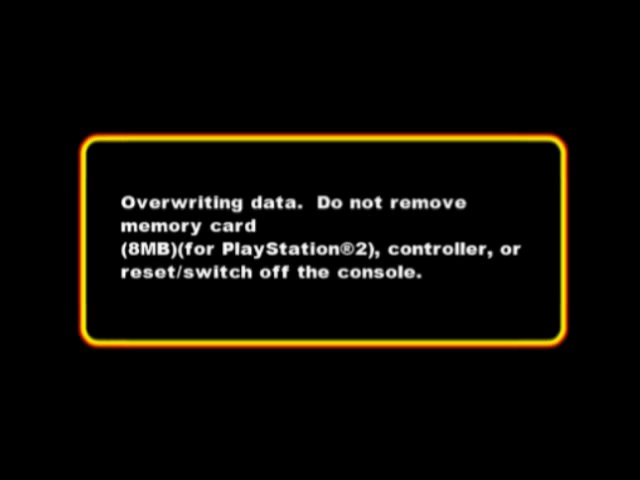 Overwriting data.  Do not remove
memory card
(8MB)(for PlayStation®2), controller, or
reset/switch off the console.